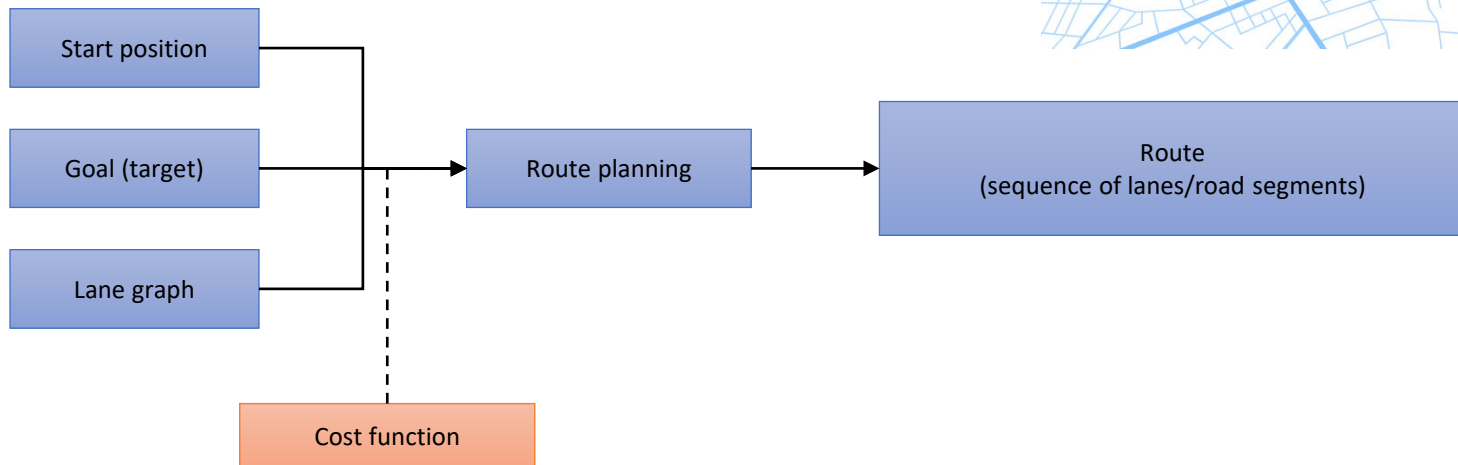 Start position
Goal (target)
Lane graph
Cost function
Route planning
Route
(sequence of lanes/road segments)